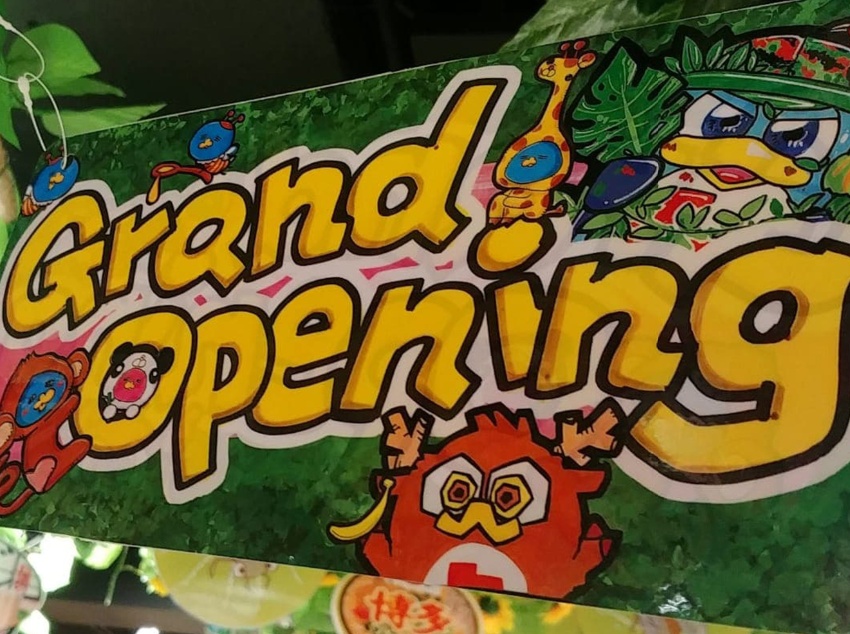 Grand
Opening
博多